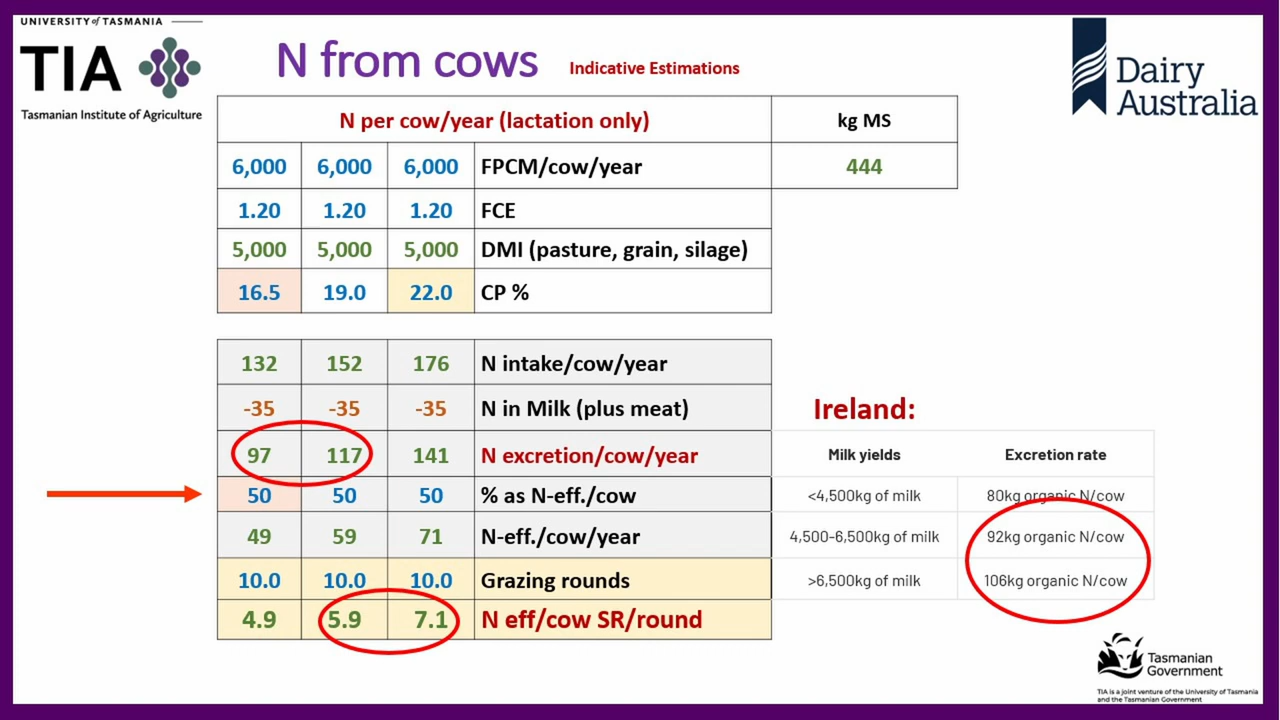 UNIVERSITY of TASMANIA
TIA
Tasmanian Institute of Agriculture
N from cows Indicative Estimations
Dairy
Australia
N per cow/year (lactation only) kg MS
6,000 6,000 6,000 FPCM/cow/year 444
1.20 1.20 1.20 FCE
5,000 5,000 5,000 DMI (pasture, grain, silage)
16.5 19.0 22.0 CP %
132 152 176 N intake/cow/year
-35 -35 -35 N in Milk (plus meat)
Ireland:
97 117 141 N excretion/cow/year Milk yields Excretion rate
50 50 50 % as N-eff./cow <4,500kg of milk 80kg organic N/cow
49 59 71 N-eff./cow/year 4,500-6,500kg of milk 92kg organic N/cow
10.0 10.0 10.0 Grazing rounds >6,500kg of milk 106kg organic N/cow
4.9 5.9 7.1 N eff/cow SR/round
Tasmanian
Government
TIA is a joint venture of the University of Tasmania
and the Tasmanian Government